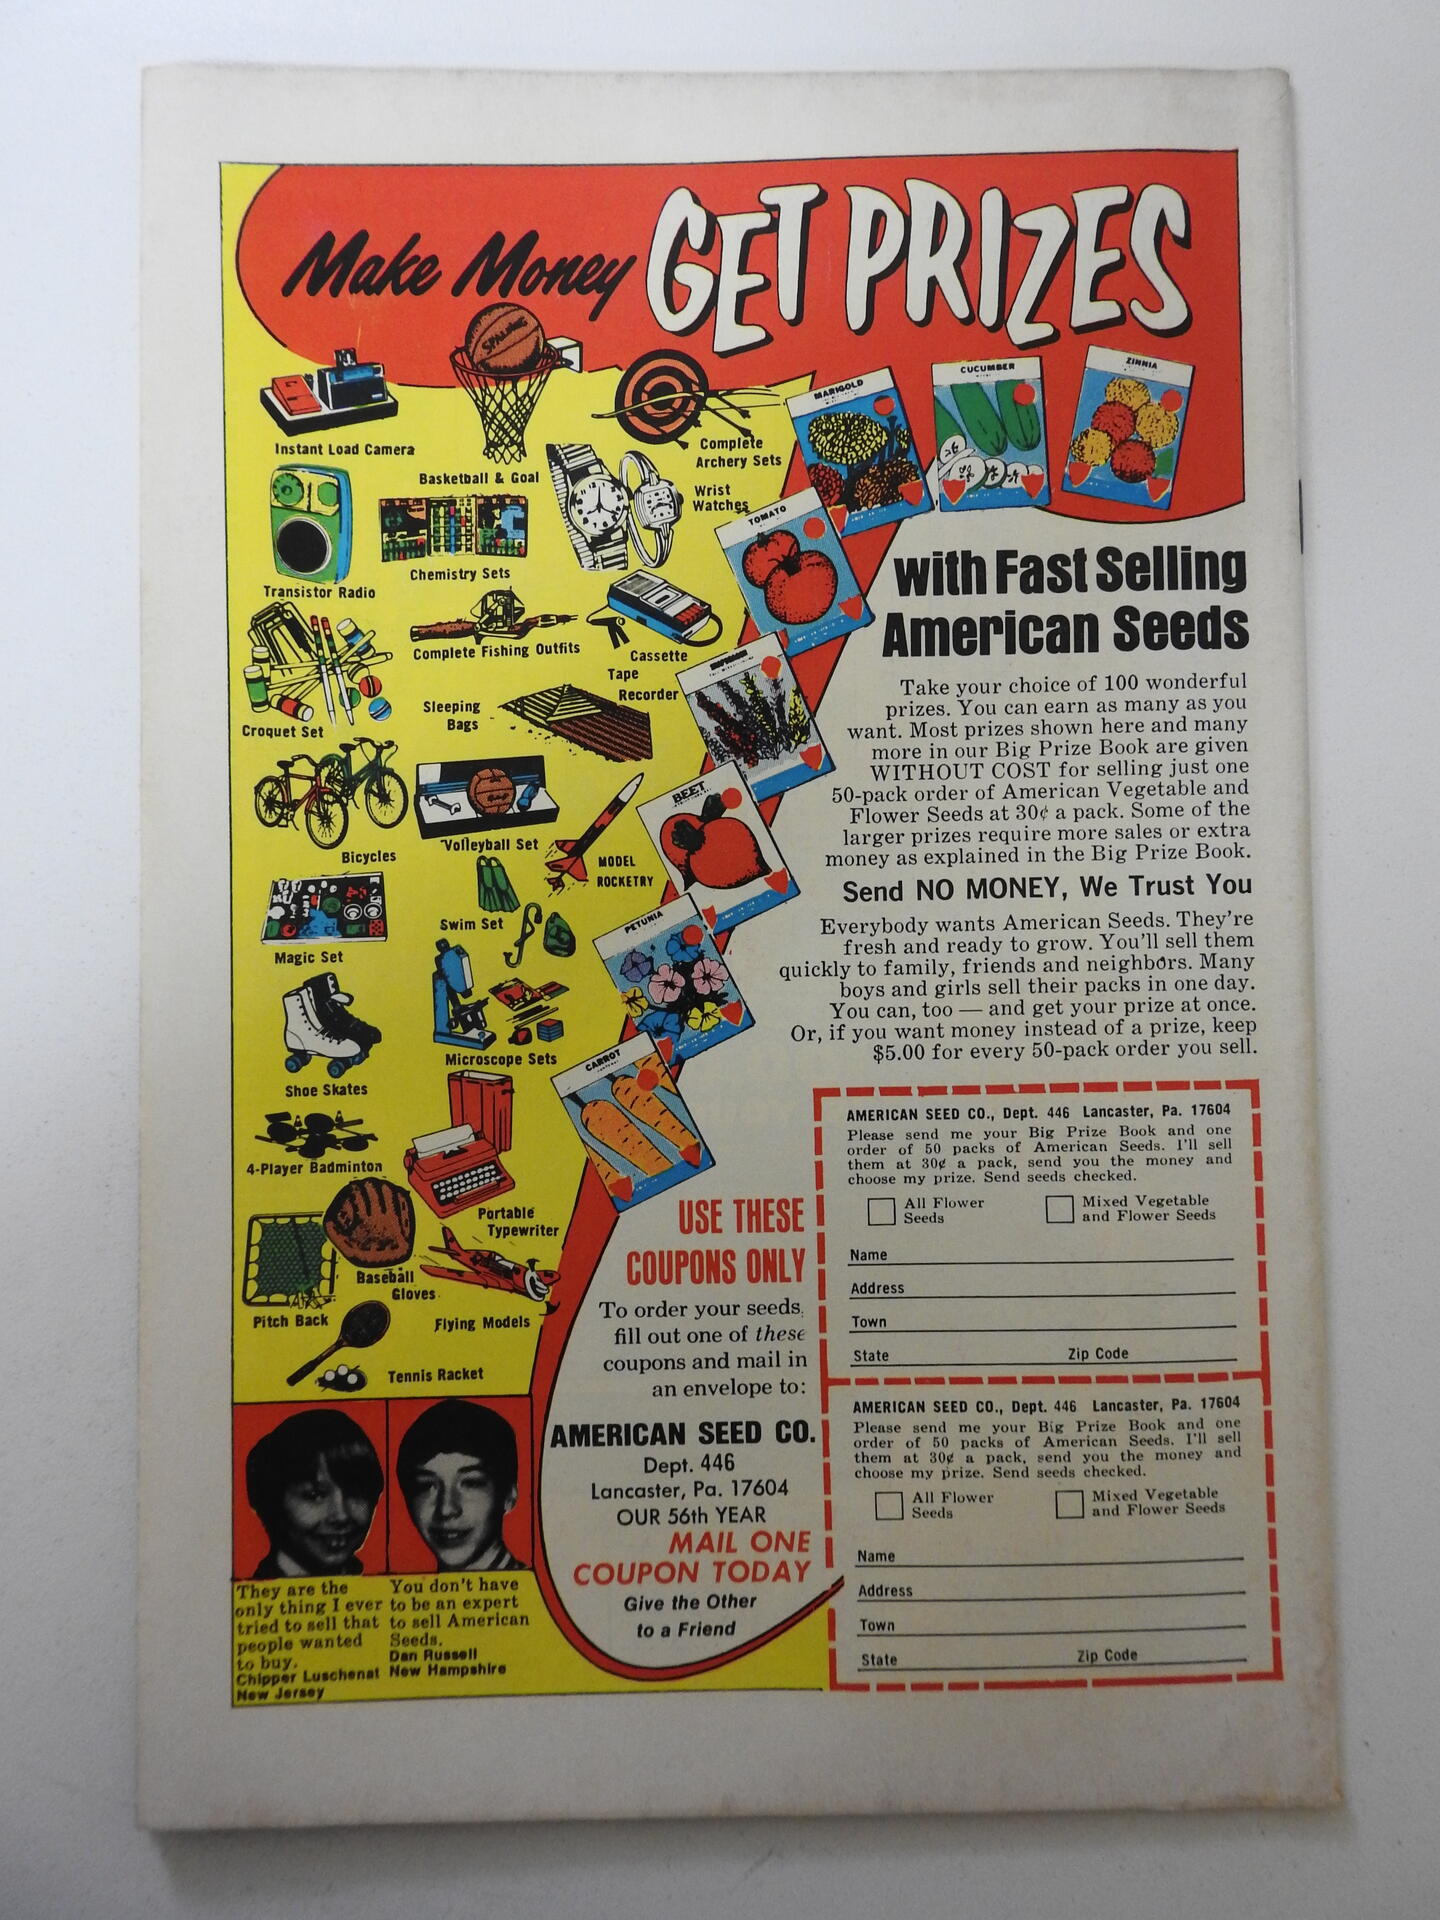 Make Money GET PRIZES
SPALDING
Instant Load Camera
Basketball & Goal
Complete
Archery Sets
Transistor Radio
Chemistry Sets
Wrist
Watches
Croquet Set
Complete Fishing Outfits
Cassette
Tape
Recorder
Sleeping
Bags
Bicycles
Volleyball Set
MODEL
ROCKETRY
Magic Set
Swim Set
Shoe Skates
Microscope Sets
4-Player Badminton
Portable
Typewriter
Pitch Back
Baseball
Gloves
Flying Models
Tennis Racket
MARIGOLD
CUCUMBER
ZINNIA
TOMATO
BEET
PETUNIA
CARROT
with Fast Selling
American Seeds
Take your choice of 100 wonderful
prizes. You can earn as many as you
want. Most prizes shown here and many
more in our Big Prize Book are given
WITHOUT COST for selling just one
50-pack order of American Vegetable and
Flower Seeds at 30¢ a pack. Some of the
larger prizes require more sales or extra
money as explained in the Big Prize Book.
Send NO MONEY, We Trust You
Everybody wants American Seeds. They're
fresh and ready to grow. You'll sell them
quickly to family, friends and neighbors. Many
boys and girls sell their packs in one day.
You can, too — and get your prize at once.
Or, if you want money instead of a prize, keep
$5.00 for every 50-pack order you sell.
USE THESE
COUPONS ONLY
To order your seeds,
fill out one of these
coupons and mail in
an envelope to:
AMERICAN SEED CO.
Dept. 446
Lancaster, Pa. 17604
OUR 56th YEAR
MAIL ONE
COUPON TODAY
Give the Other
to a Friend
AMERICAN SEED CO., Dept. 446 Lancaster, Pa. 17604
Please send me your Big Prize Book and one
order of 50 packs of American Seeds. I'll sell
them at 30¢ a pack, send you the money and
choose my prize. Send seeds checked.
All Flower
Seeds
Mixed Vegetable
and Flower Seeds
Name
Address
Town
State Zip Code
AMERICAN SEED CO., Dept. 446 Lancaster, Pa. 17604
Please send me your Big Prize Book and one
order of 50 packs of American Seeds. I'll sell
them at 30¢ a pack, send you the money and
choose my prize. Send seeds checked.
All Flower
Seeds
Mixed Vegetable
and Flower Seeds
Name
Address
Town
State Zip Code
They are the
only thing I ever
tried to sell that
people wanted
to buy.
Chipper Luschenat
New Jersey
You don't have
to be an expert
to sell American
Seeds.
Dan Russell
New Hampshire